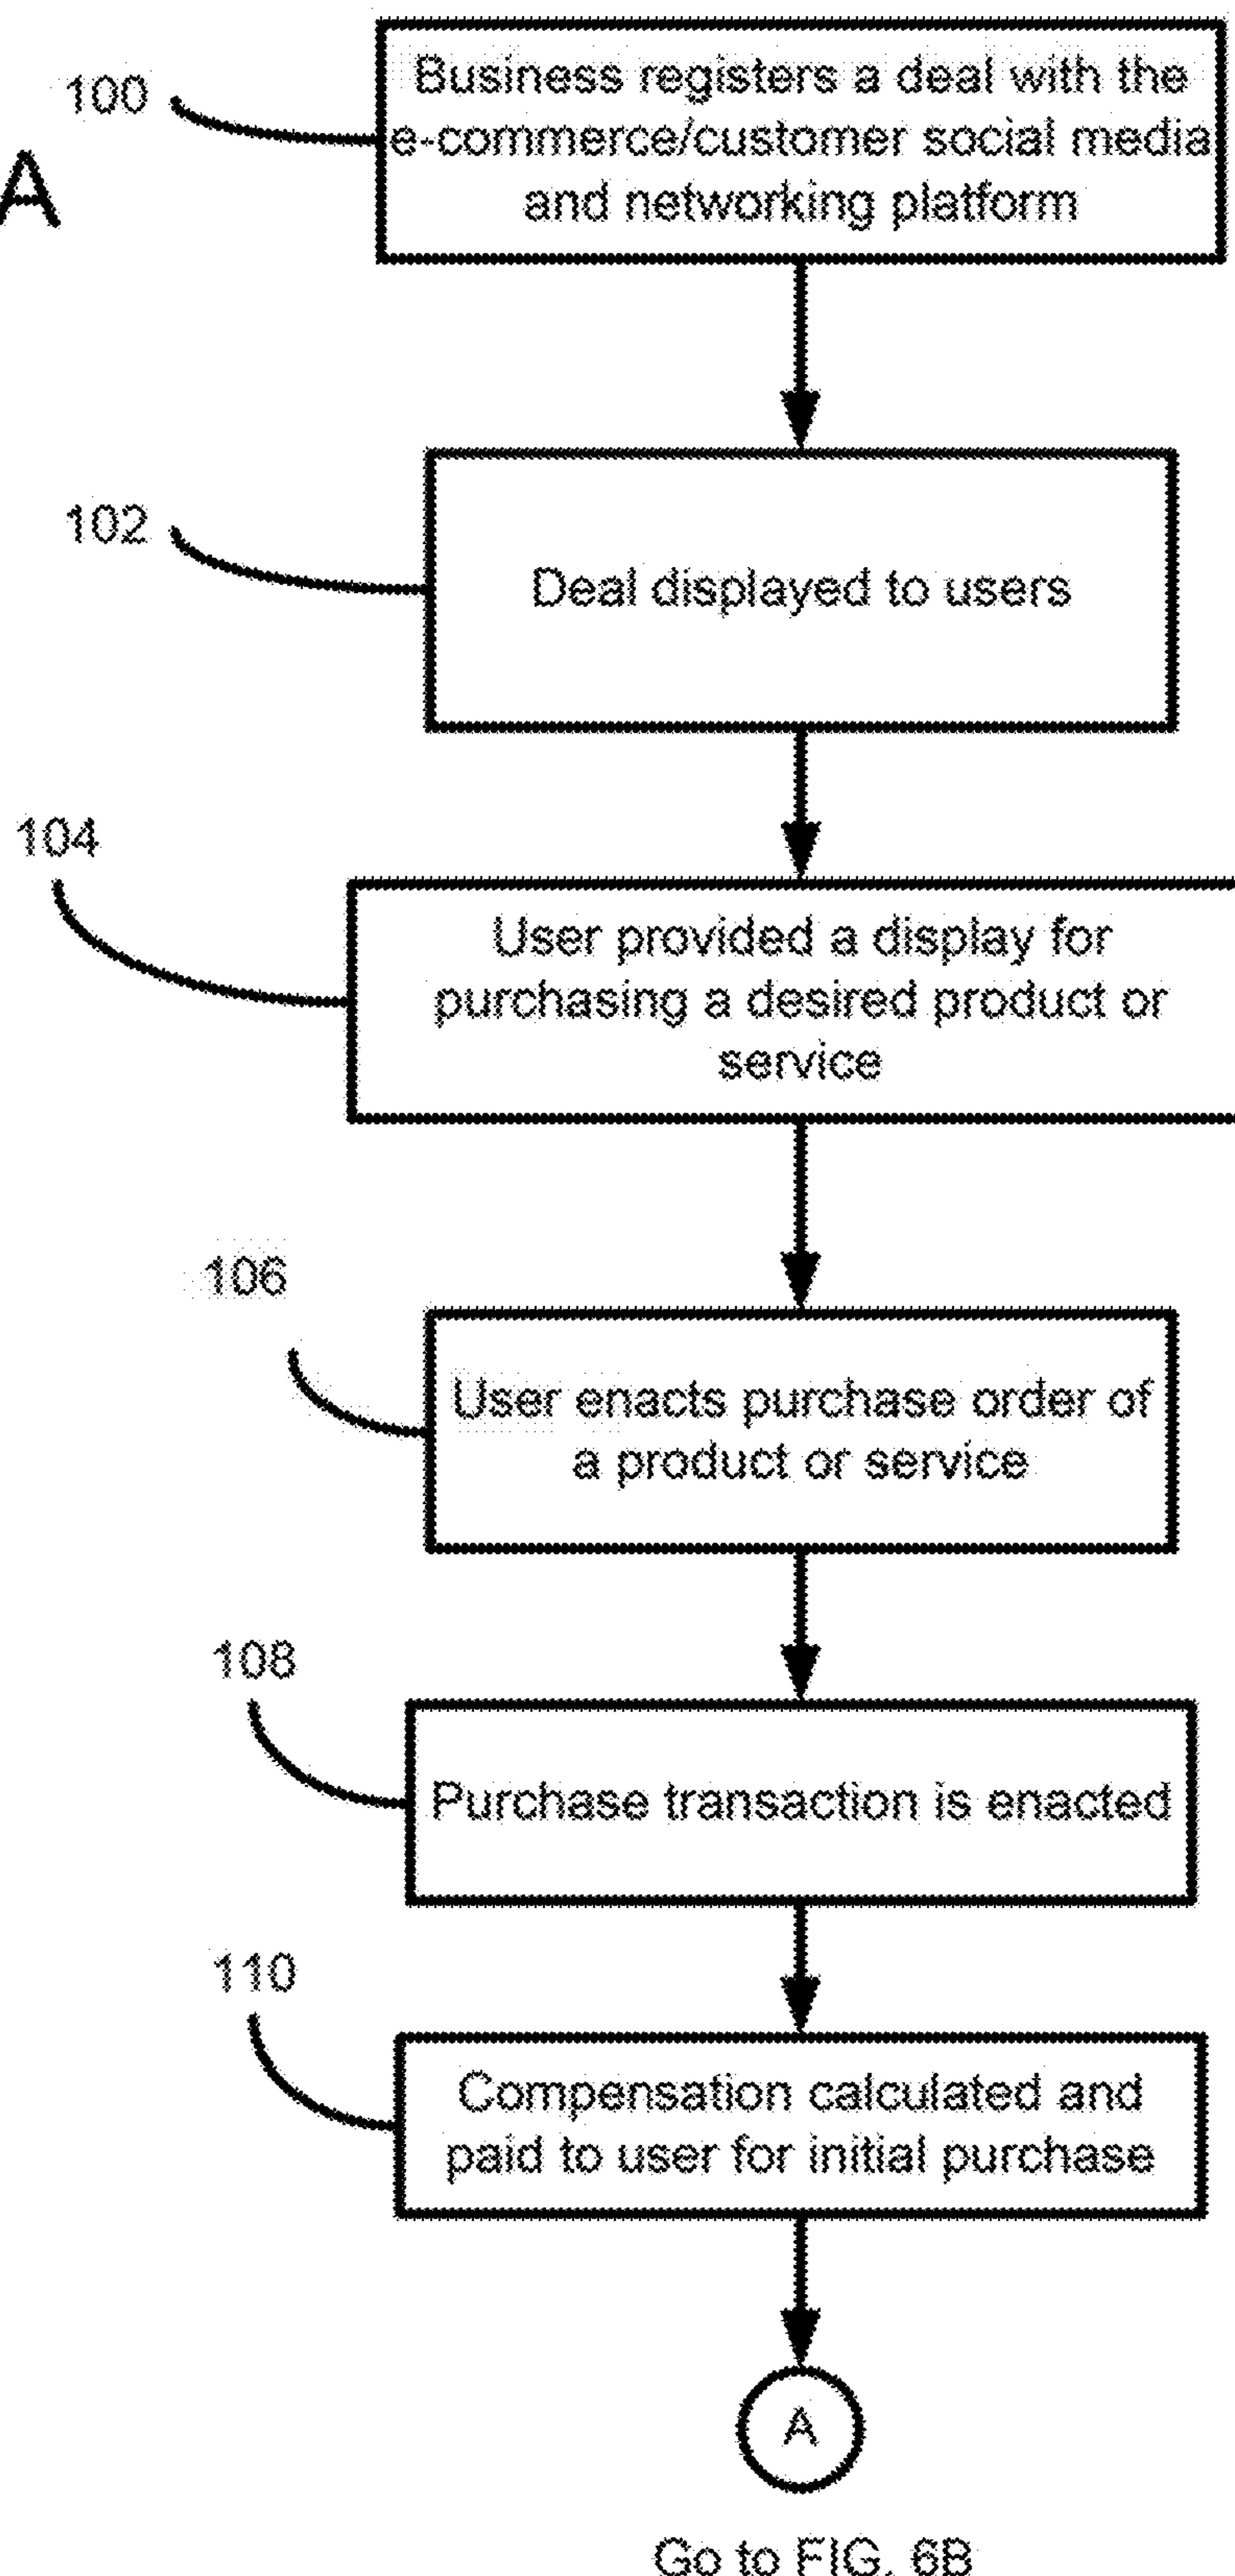 100
Business registers a deal with the
e-commerce/customer social media
and networking platform
A
102
Deal displayed to users
104
User provided a display for
purchasing a desired product or
service
106
User enacts purchase order of
a product or service
108
Purchase transaction is enacted
110
Compensation calculated and
paid to user for initial purchase
A
Go to FIG. 6B